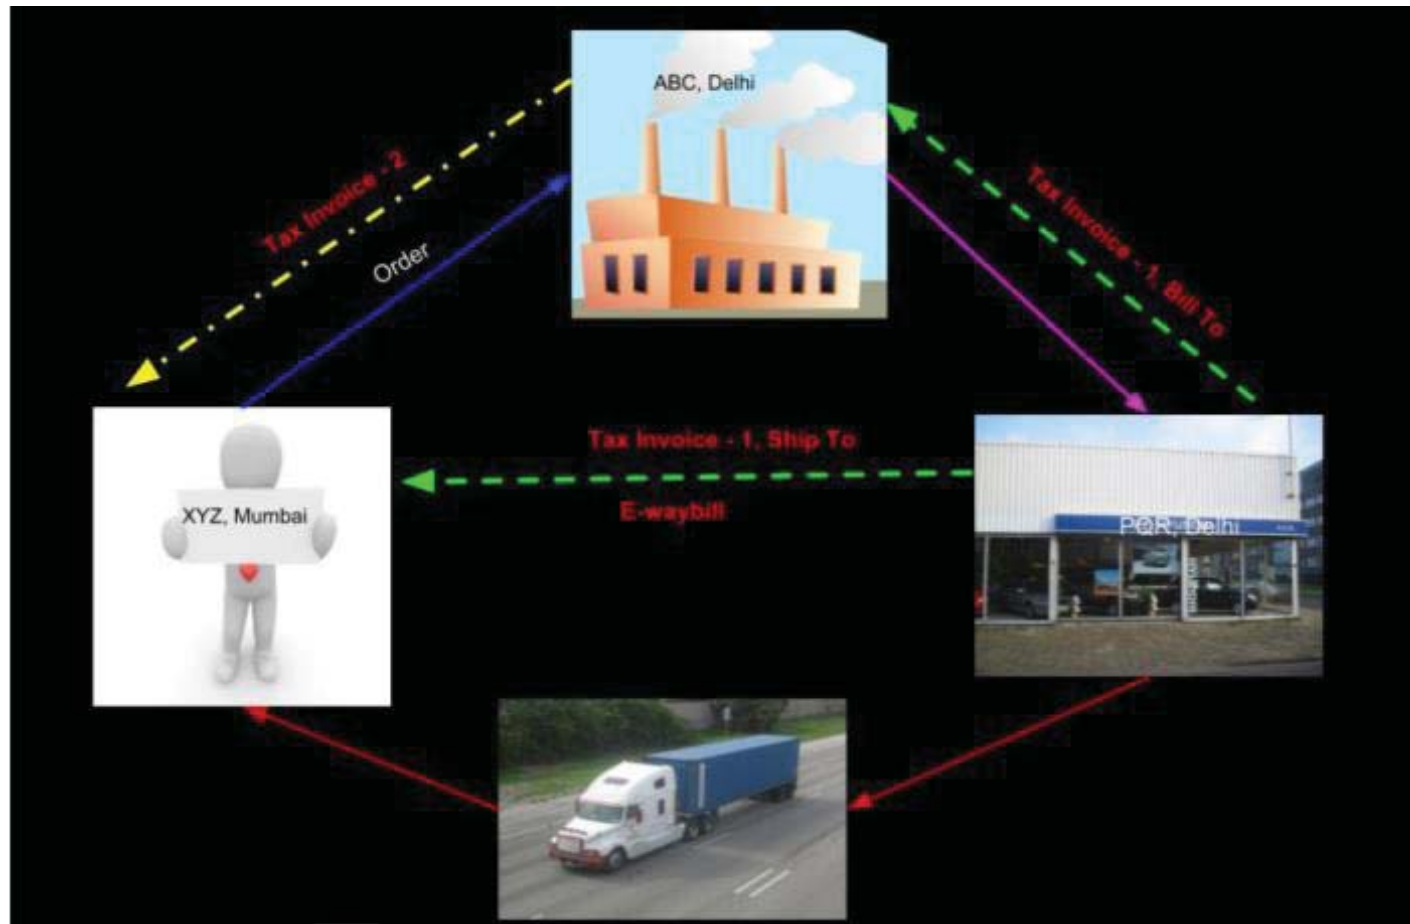 ABC, Delhi
Tax Invoice - 2
Order
Tax Invoice - 1, Bill To
Tax Invoice - 1, Ship To
E-waybill
XYZ, Mumbai
PQR, Delhi